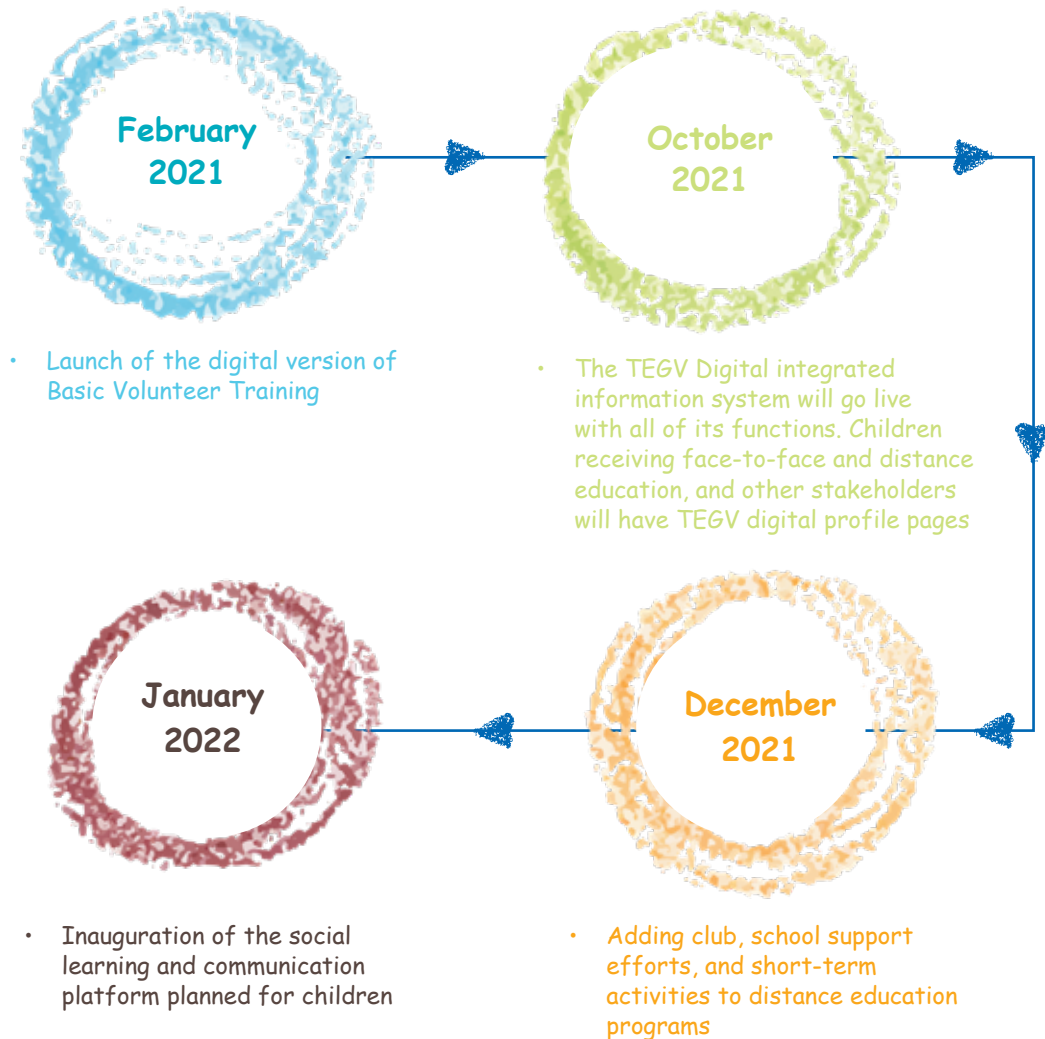 February
2021
• Launch of the digital version of
Basic Volunteer Training
October
2021
• The TEGV Digital integrated
information system will go live
with all of its functions. Children
receiving face-to-face and distance
education, and other stakeholders
will have TEGV digital profile pages
December
2021
• Adding club, school support
efforts, and short-term
activities to distance education
programs
January
2022
• Inauguration of the social
learning and communication
platform planned for children